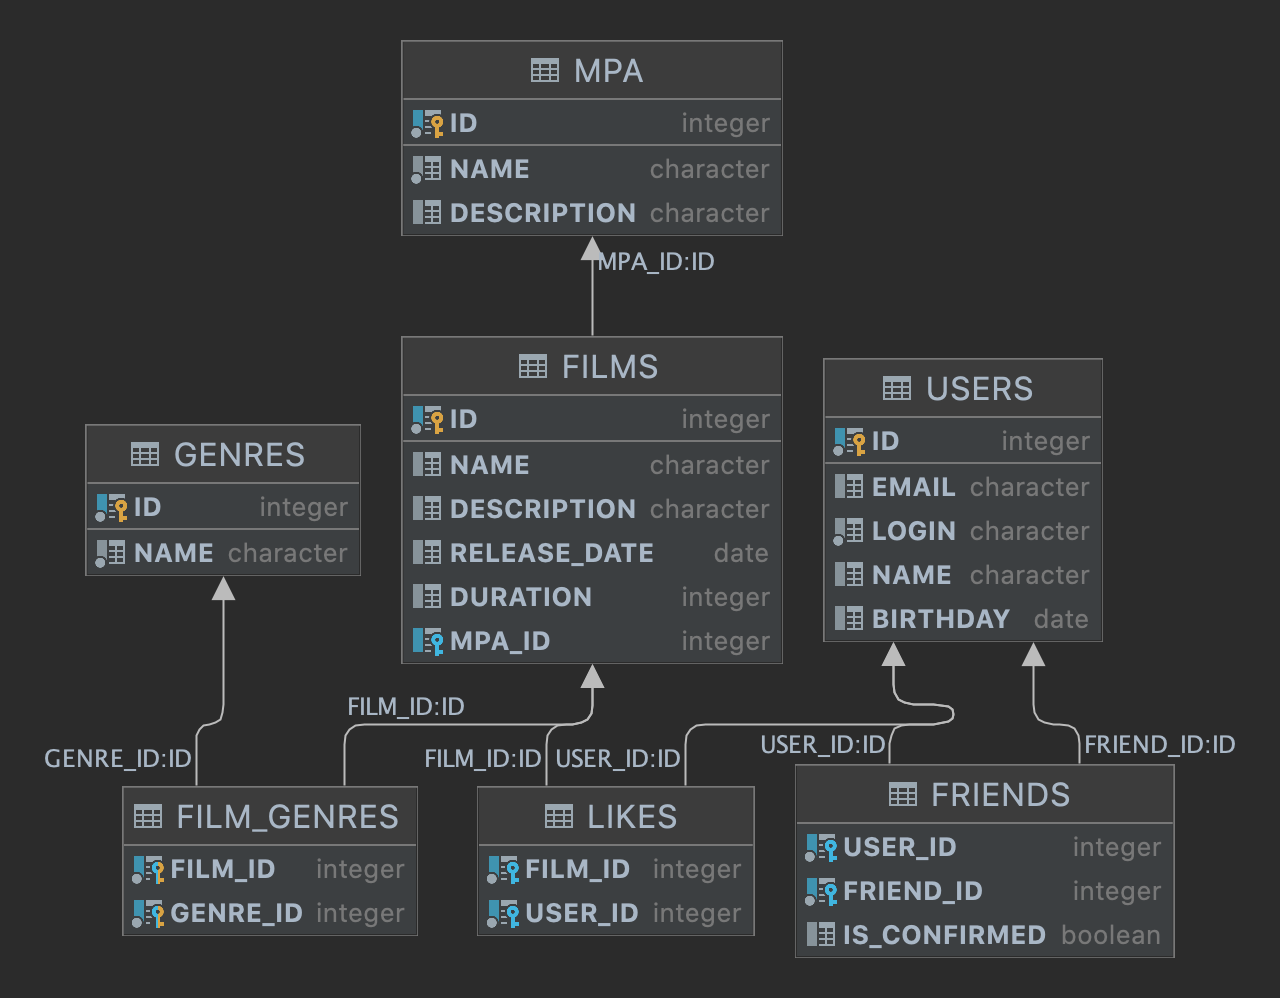 MPA
ID integer
NAME character
DESCRIPTION character
MPA_ID:ID
FILMS
ID integer
NAME character
DESCRIPTION character
RELEASE_DATE date
DURATION integer
MPA_ID integer
USERS
ID integer
EMAIL character
LOGIN character
NAME character
BIRTHDAY date
GENRES
ID integer
NAME character
FILM_ID:ID
GENRE_ID:ID
FILM_ID:ID
USER_ID:ID
USER_ID:ID
FRIEND_ID:ID
FILM_GENRES
FILM_ID integer
GENRE_ID integer
LIKES
FILM_ID integer
USER_ID integer
FRIENDS
USER_ID integer
FRIEND_ID integer
IS_CONFIRMED boolean